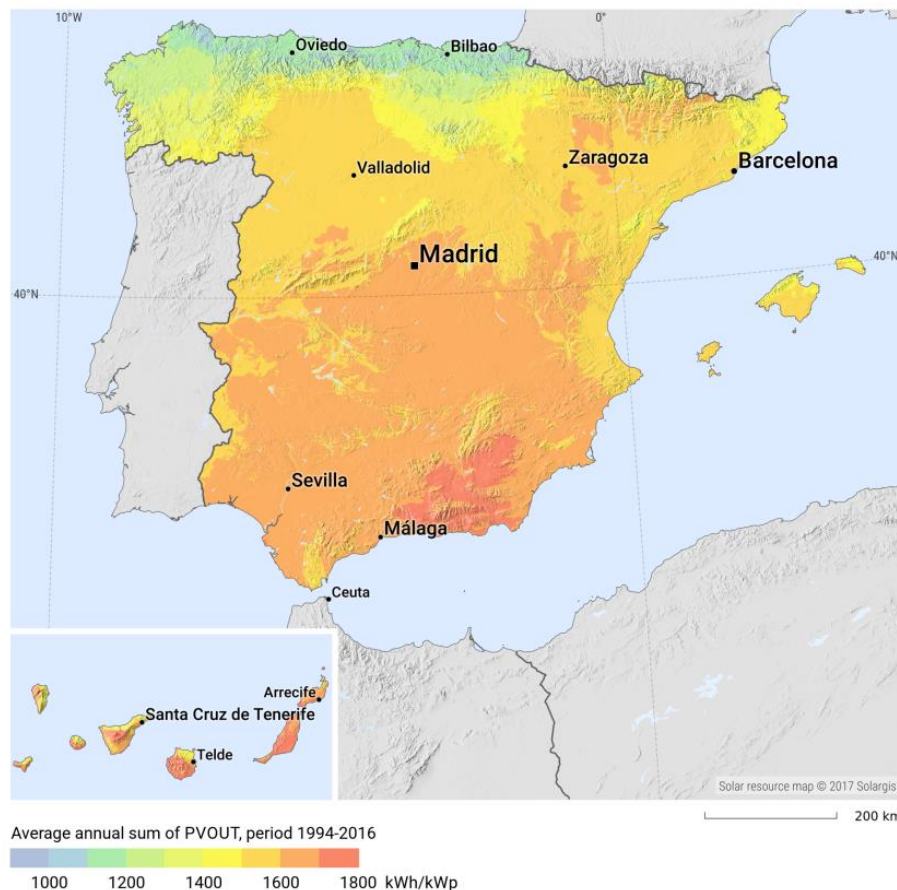 10°W
0°
Oviedo
Bilbao
Valladolid
Zaragoza
Barcelona
Madrid
40°N
40°N
Sevilla
Málaga
Ceuta
Arrecife
Santa Cruz de Tenerife
Telde
Solar resource map © 2017 Solargis
200 km
Average annual sum of PVOUT, period 1994-2016
1000 1200 1400 1600 1800 kWh/kWp